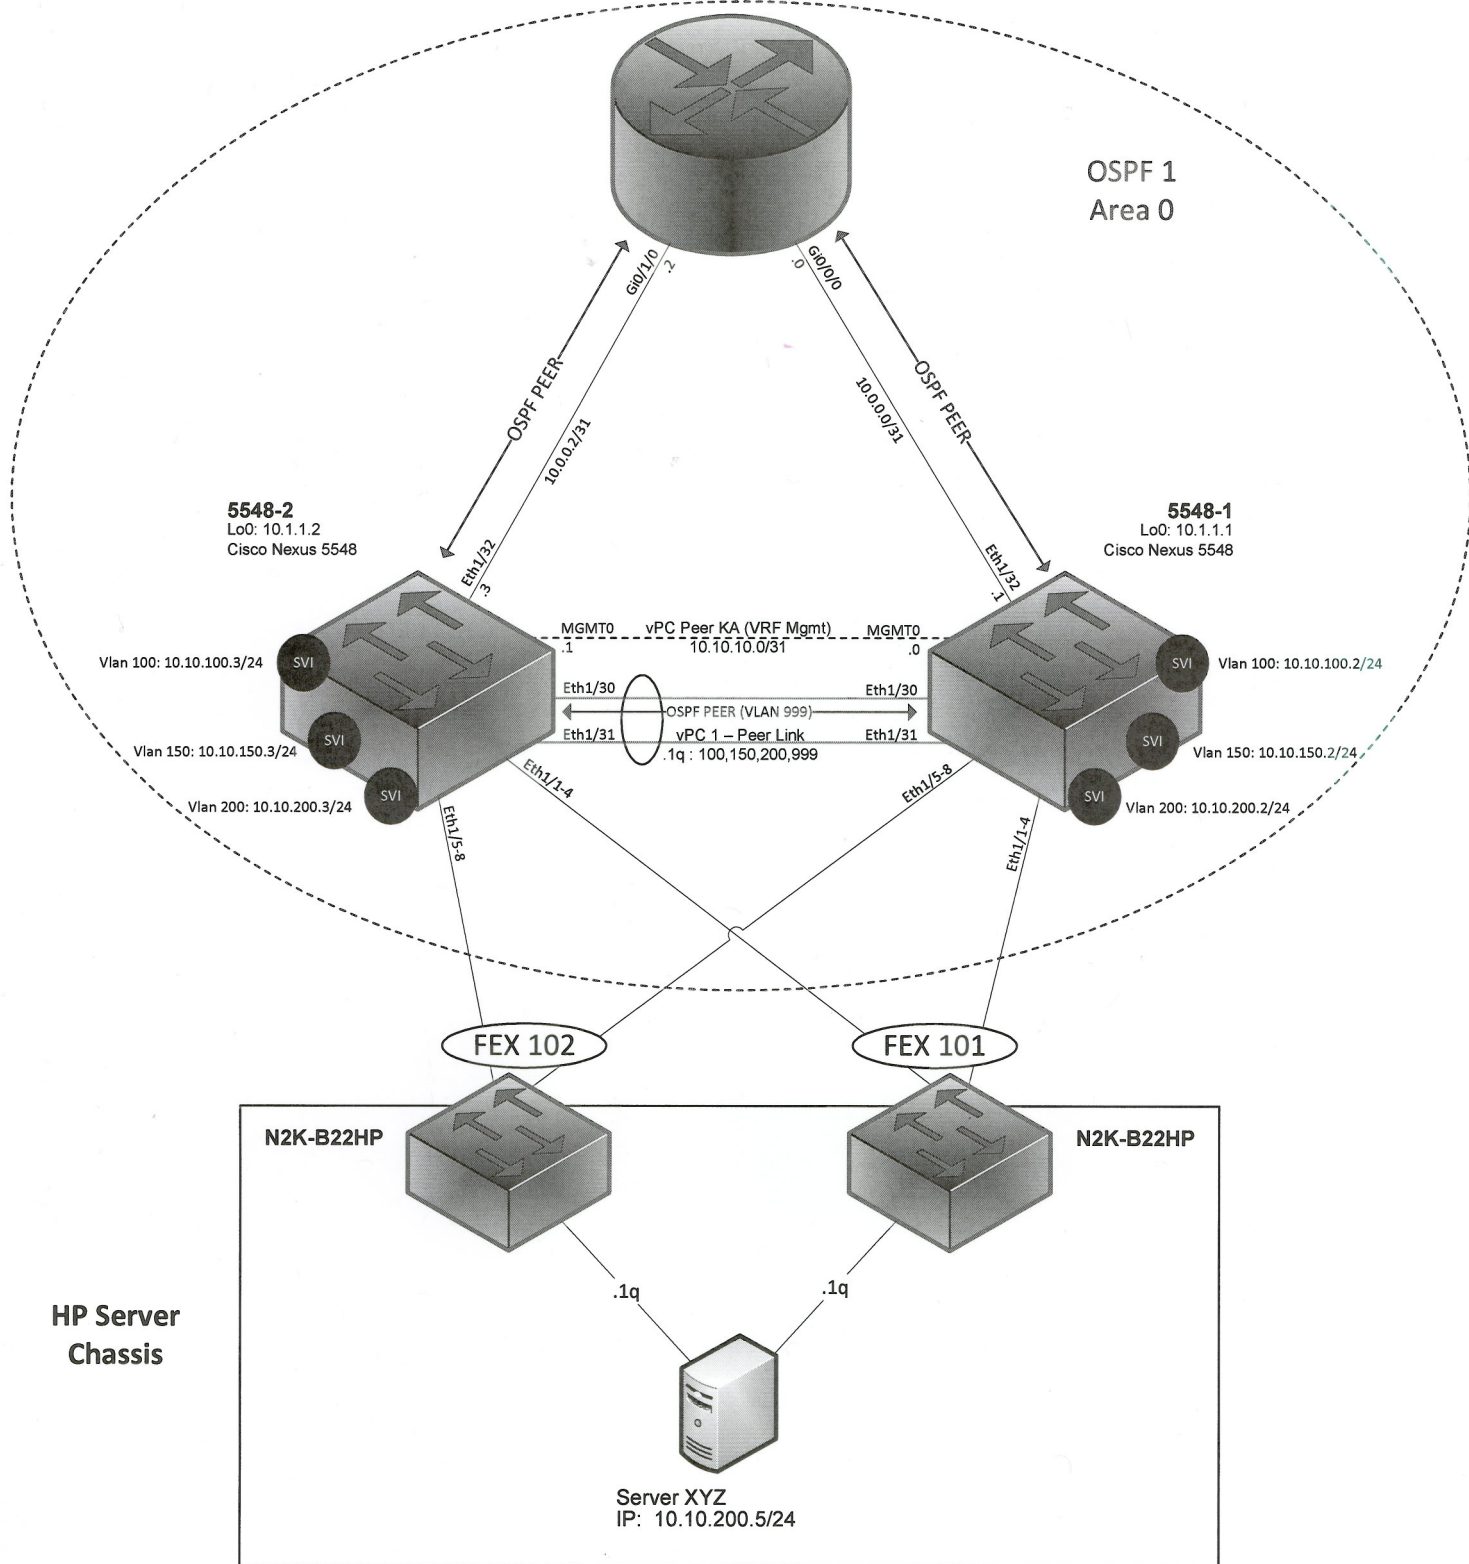 OSPF 1
Area 0
Gi0/1/0
.2
Gi0/0/0
.0
OSPF PEER
10.0.0.2/31
OSPF PEER
10.0.0.0/31
5548-2
Lo0: 10.1.1.2
Cisco Nexus 5548
5548-1
Lo0: 10.1.1.1
Cisco Nexus 5548
Eth1/32
.3
Eth1/32
.1
MGMT0
.1
vPC Peer KA (VRF Mgmt)
10.10.10.0/31
MGMT0
.0
SVI
Vlan 100: 10.10.100.3/24
SVI
Vlan 100: 10.10.100.2/24
Eth1/30
Eth1/30
OSPF PEER (VLAN 999)
Eth1/31
vPC 1 – Peer Link
Eth1/31
.1q : 100,150,200,999
SVI
Vlan 150: 10.10.150.3/24
SVI
Vlan 150: 10.10.150.2/24
SVI
Vlan 200: 10.10.200.3/24
SVI
Vlan 200: 10.10.200.2/24
Eth1/5-8
Eth1/1-4
Eth1/5-8
Eth1/1-4
FEX 102
FEX 101
N2K-B22HP
N2K-B22HP
.1q
.1q
HP Server
Chassis
Server XYZ
IP: 10.10.200.5/24